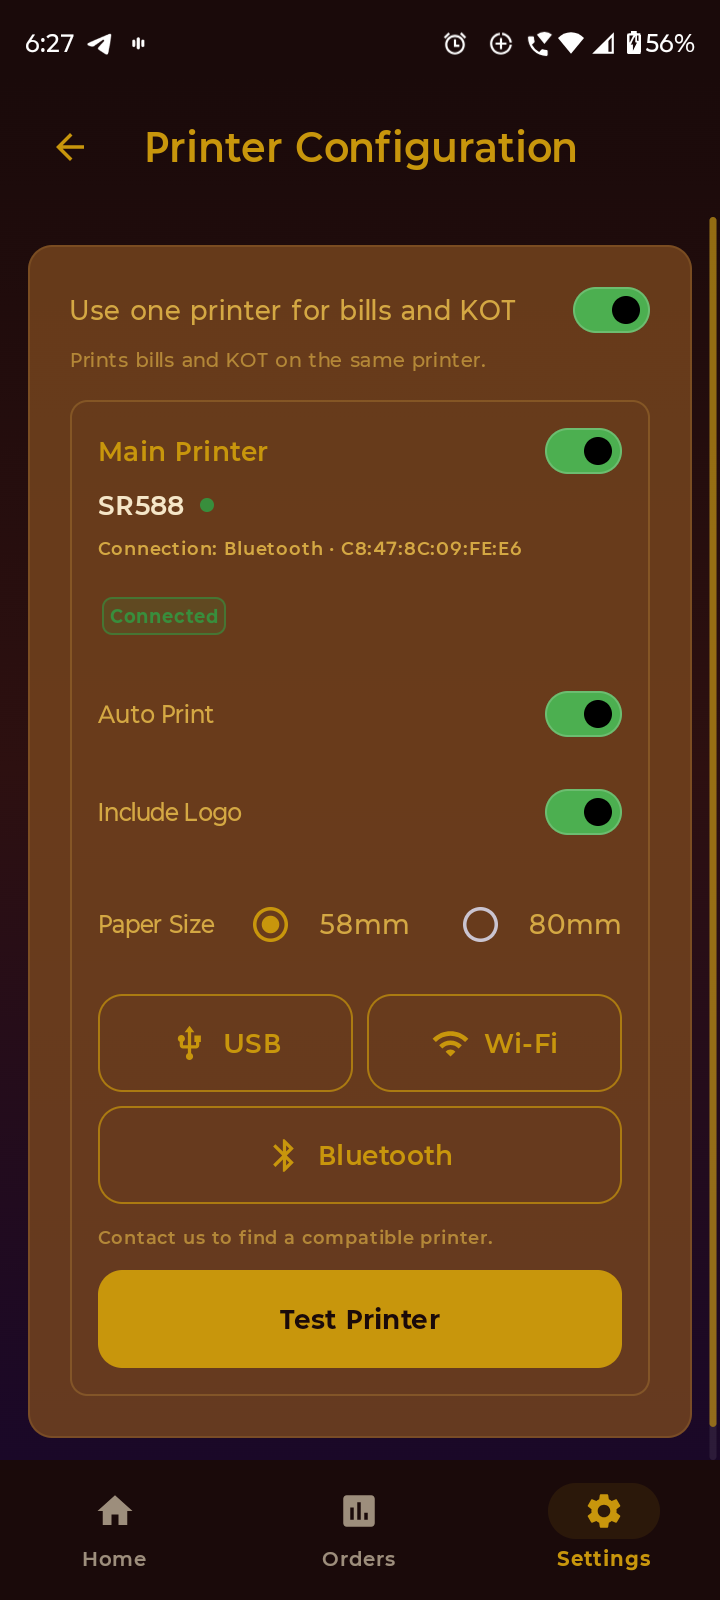 6:27
56%
Printer Configuration
Use one printer for bills and KOT
Prints bills and KOT on the same printer.
Main Printer
SR588
Connection: Bluetooth · C8:47:8C:09:FE:E6
Connected
Auto Print
Include Logo
Paper Size 58mm 80mm
USB Wi-Fi
Bluetooth
Contact us to find a compatible printer.
Test Printer
Home Orders Settings